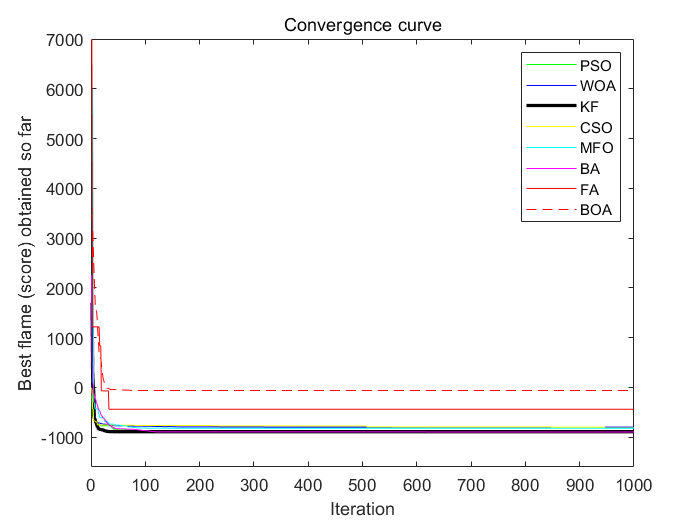 Convergence curve
Best flame (score) obtained so far
7000
6000
5000
4000
3000
2000
1000
0
-1000
PSO
WOA
KF
CSO
MFO
BA
FA
BOA
0 100 200 300 400 500 600 700 800 900 1000
Iteration